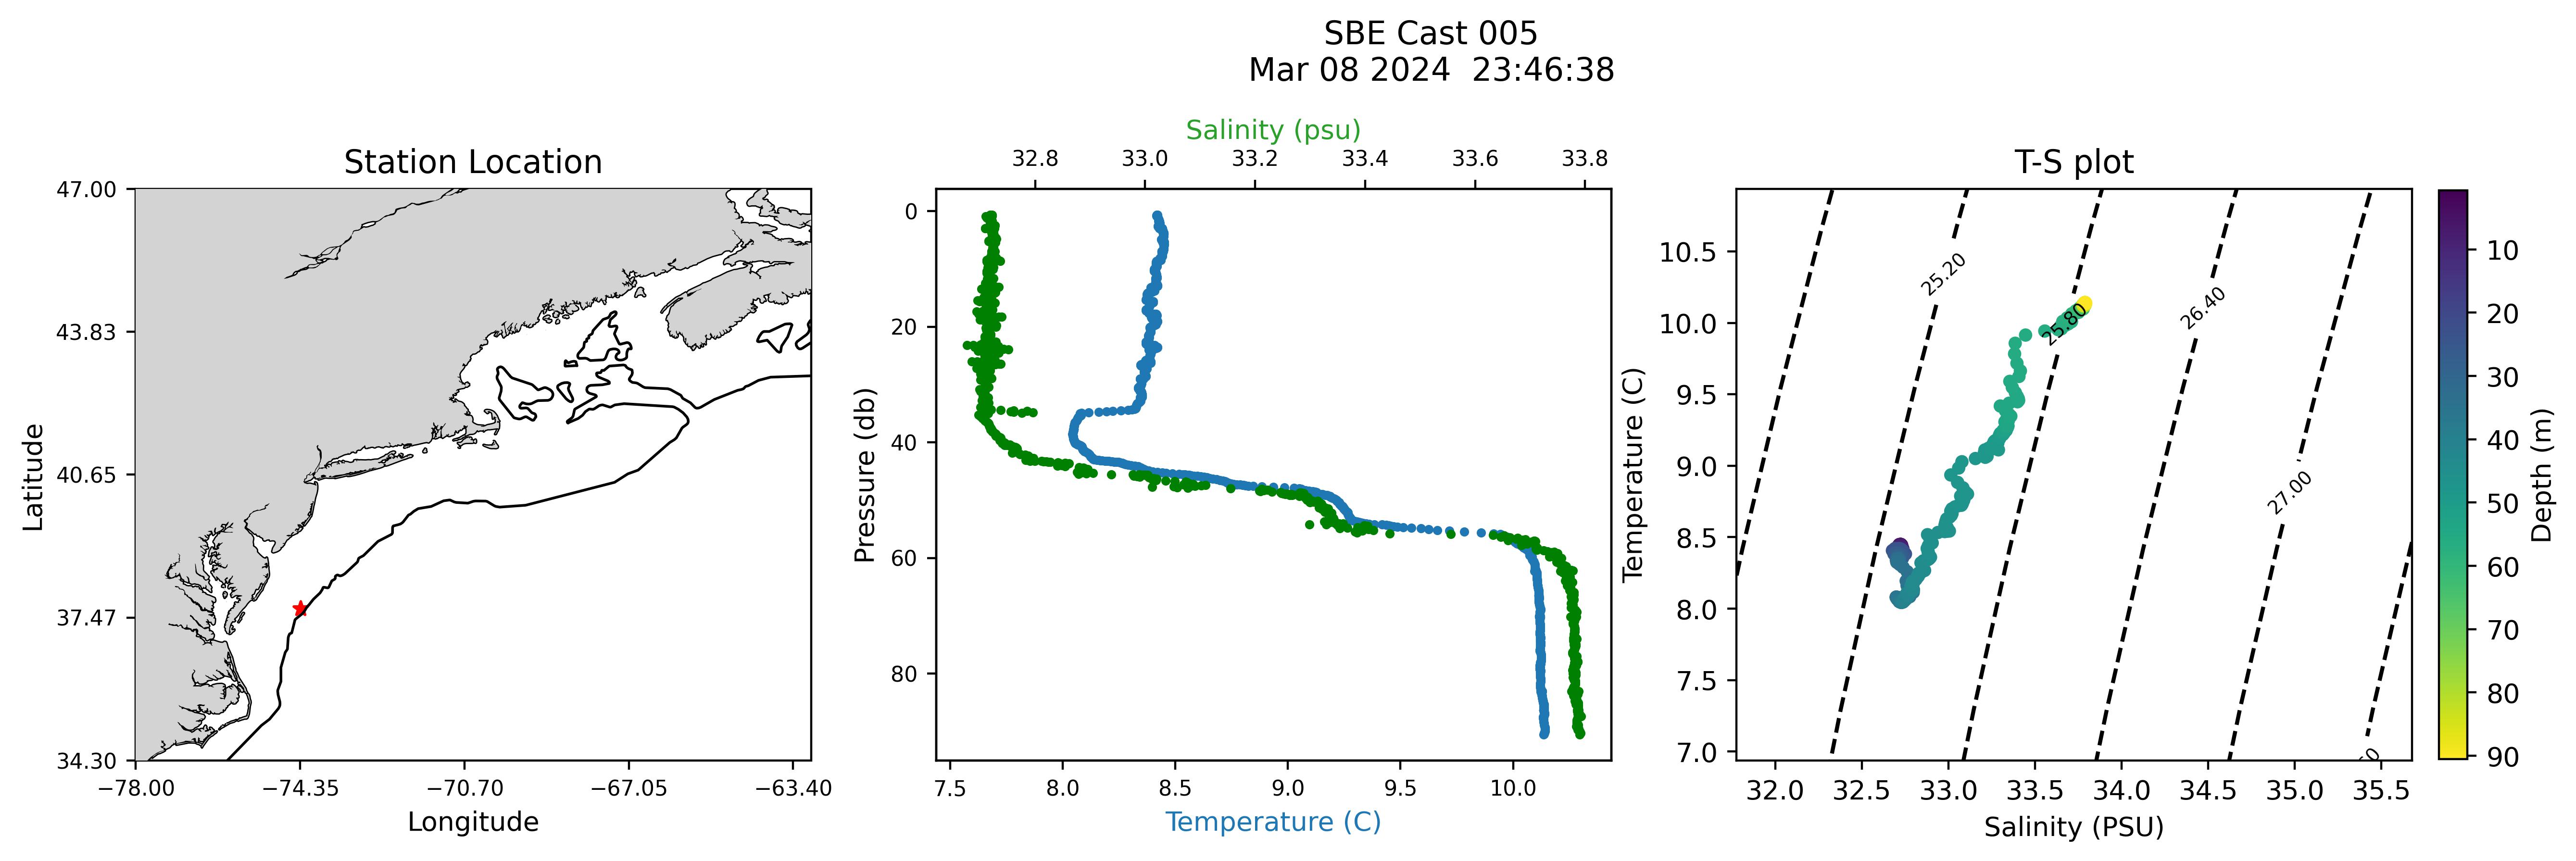 SBE Cast 005
Mar 08 2024  23:46:38
Station Location
47.00
43.83
40.65
37.47
34.30
Latitude
−78.00 −74.35 −70.70 −67.05 −63.40
Longitude
Salinity (psu)
32.8 33.0 33.2 33.4 33.6 33.8
0
20
40
60
80
Pressure (db)
7.5 8.0 8.5 9.0 9.5 10.0
Temperature (C)
T-S plot
10.5
10.0
9.5
9.0
8.5
8.0
7.5
7.0
Temperature (C)
25.20
25.80
26.40
27.00
32.0 32.5 33.0 33.5 34.0 34.5 35.0 35.5
Salinity (PSU)
10
20
30
40
50
60
70
80
90
Depth (m)